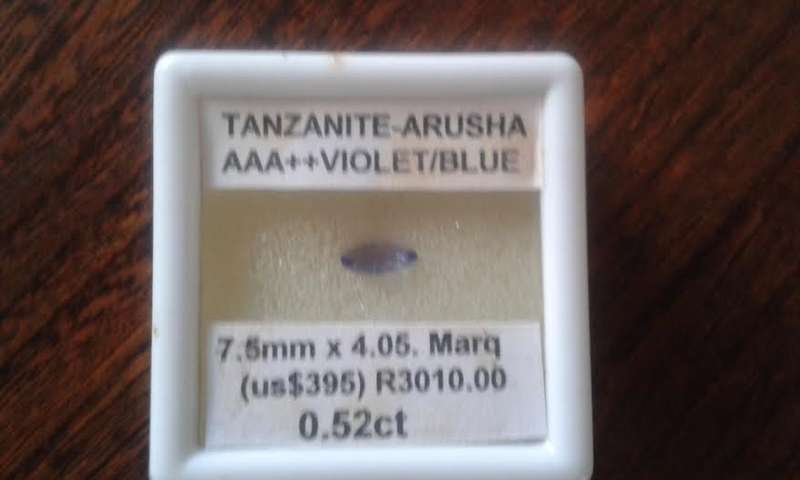 TANZANITE-ARUSHA
AAA++VIOLET/BLUE
7.5mm x 4.05. Marq
(us$395) R3010.00
0.52ct